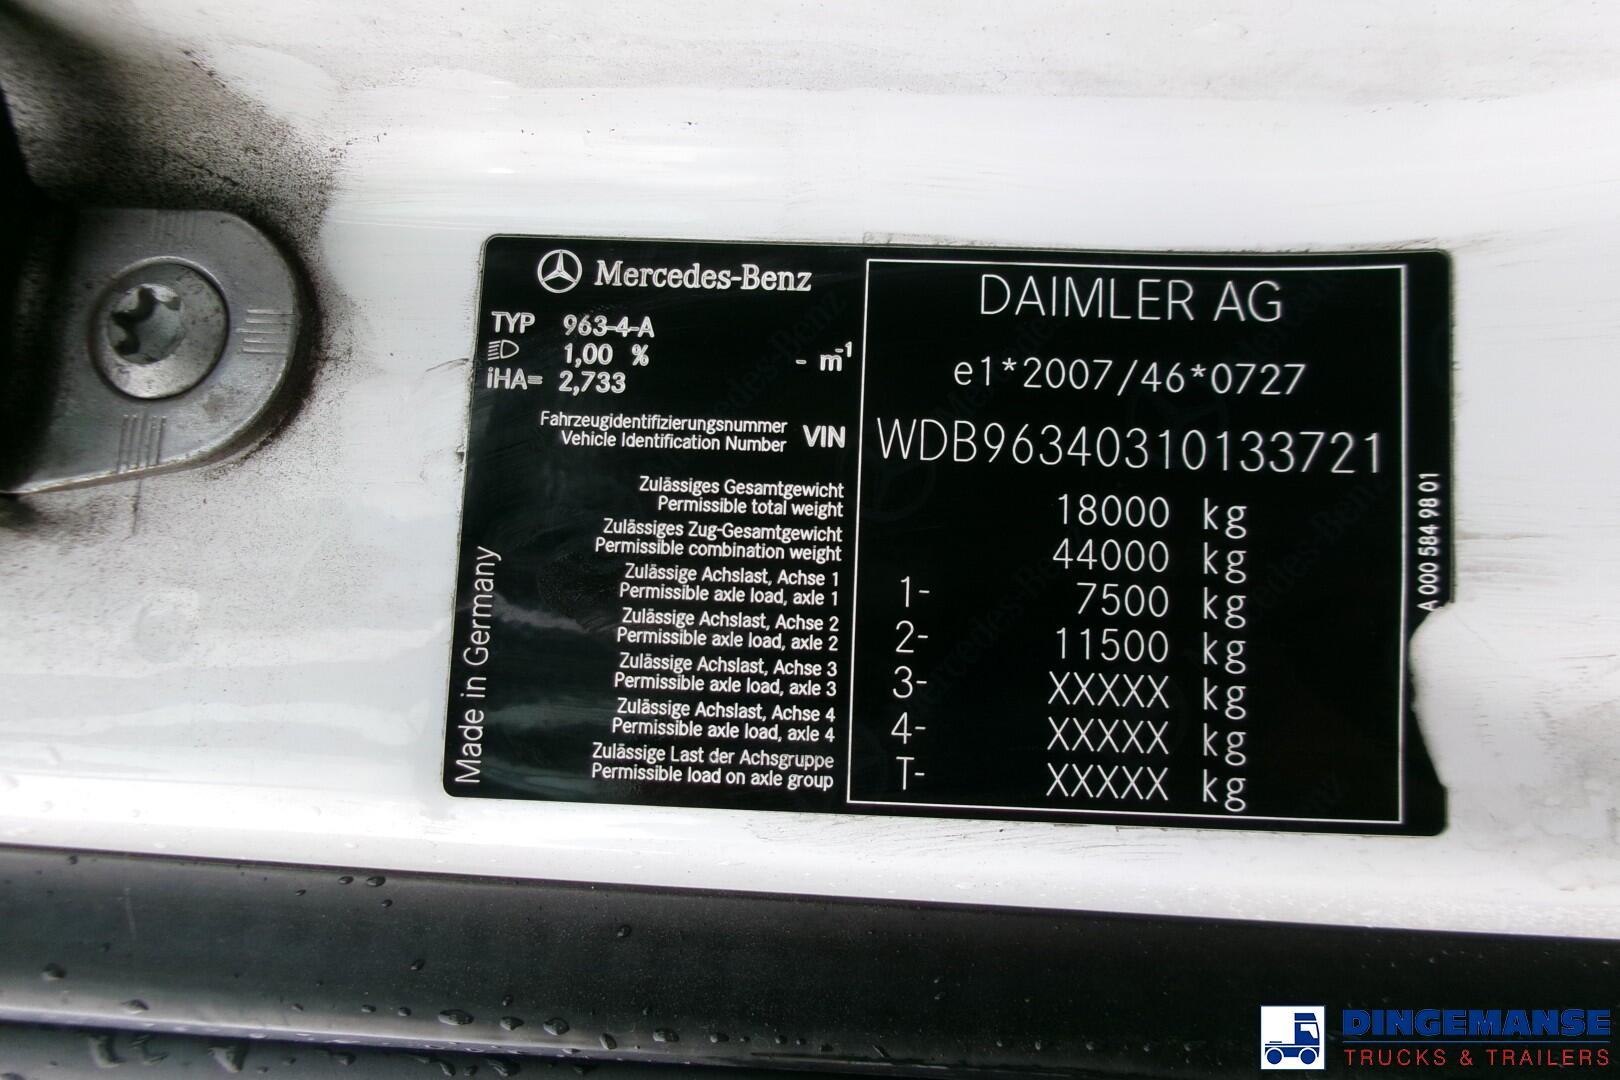 Mercedes-Benz
TYP 963-4-A
1,00 % - m-1
iHA= 2,733
Fahrzeugidentifizierungsnummer
Vehicle Identification Number VIN
Zulässiges Gesamtgewicht
Permissible total weight
Zulässiges Zug-Gesamtgewicht
Permissible combination weight
Zulässige Achslast, Achse 1
Permissible axle load, axle 1
Zulässige Achslast, Achse 2
Permissible axle load, axle 2
Zulässige Achslast, Achse 3
Permissible axle load, axle 3
Zulässige Achslast, Achse 4
Permissible axle load, axle 4
Zulässige Last der Achsgruppe
Permissible load on axle group
Made in Germany
DAIMLER AG
e1*2007/46*0727
WDB96340310133721
18000 kg
44000 kg
1- 7500 kg
2- 11500 kg
3- XXXXX kg
4- XXXXX kg
T- XXXXX kg
A 000 584 98 01
DINGEMANSE
TRUCKS & TRAILERS